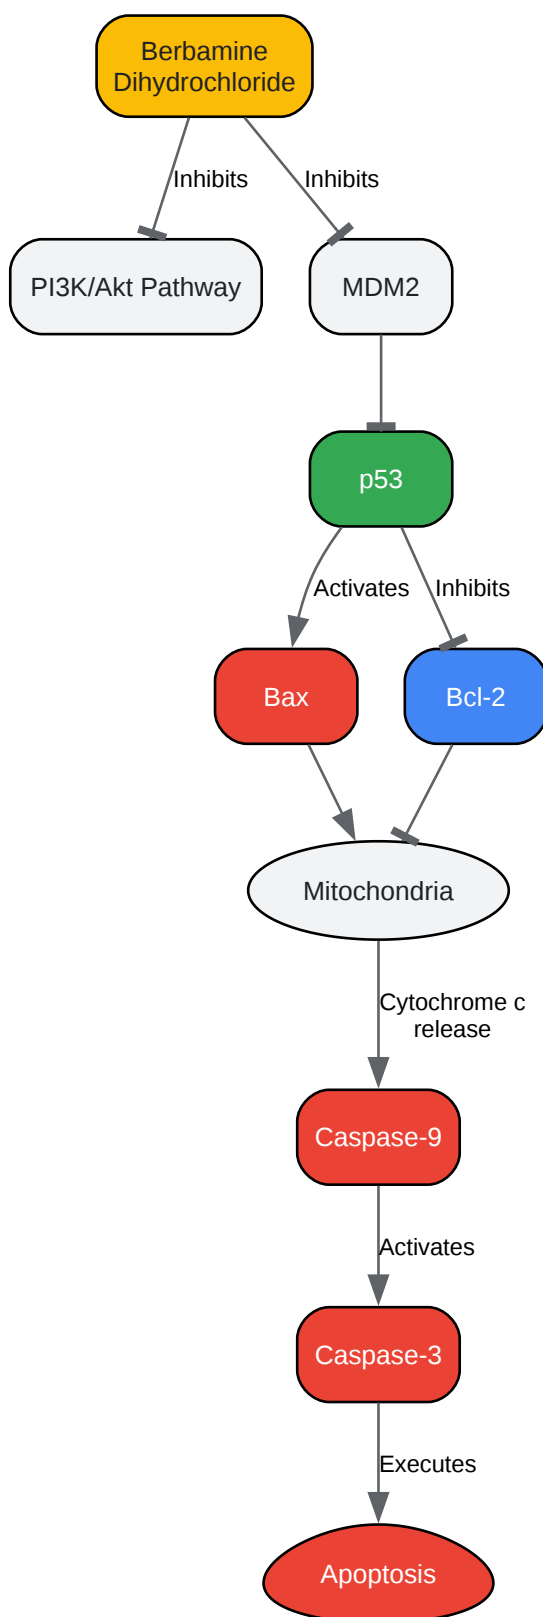 Berbamine
Dihydrochloride
Inhibits
Inhibits
PI3K/Akt Pathway
MDM2
p53
Activates
Inhibits
Bax
Bcl-2
Mitochondria
Cytochrome c
release
Caspase-9
Activates
Caspase-3
Executes
Apoptosis